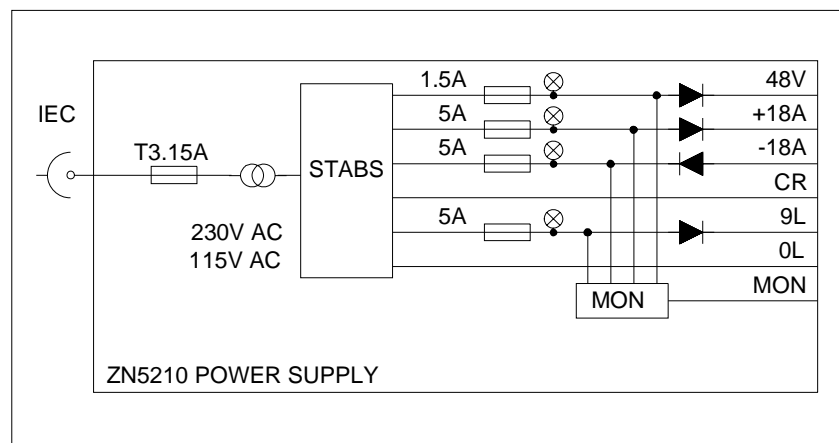 1.5A 48V
5A +18A
IEC
T3.15A 5A -18A
STABS
CR
230V AC 5A 9L
115V AC 0L
MON MON
ZN5210 POWER SUPPLY